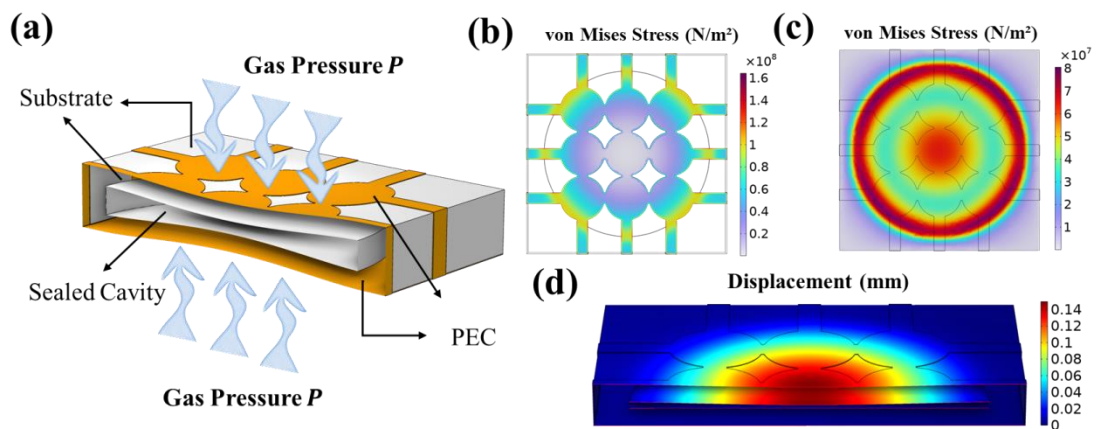 (a)
Gas Pressure P
Substrate
Sealed Cavity
PEC
Gas Pressure P
(b)
von Mises Stress (N/m²)
×10⁸
1.6
1.4
1.2
1
0.8
0.6
0.4
0.2
(c)
von Mises Stress (N/m²)
×10⁷
8
7
6
5
4
3
2
1
(d)
Displacement (mm)
0.14
0.12
0.1
0.08
0.06
0.04
0.02
0